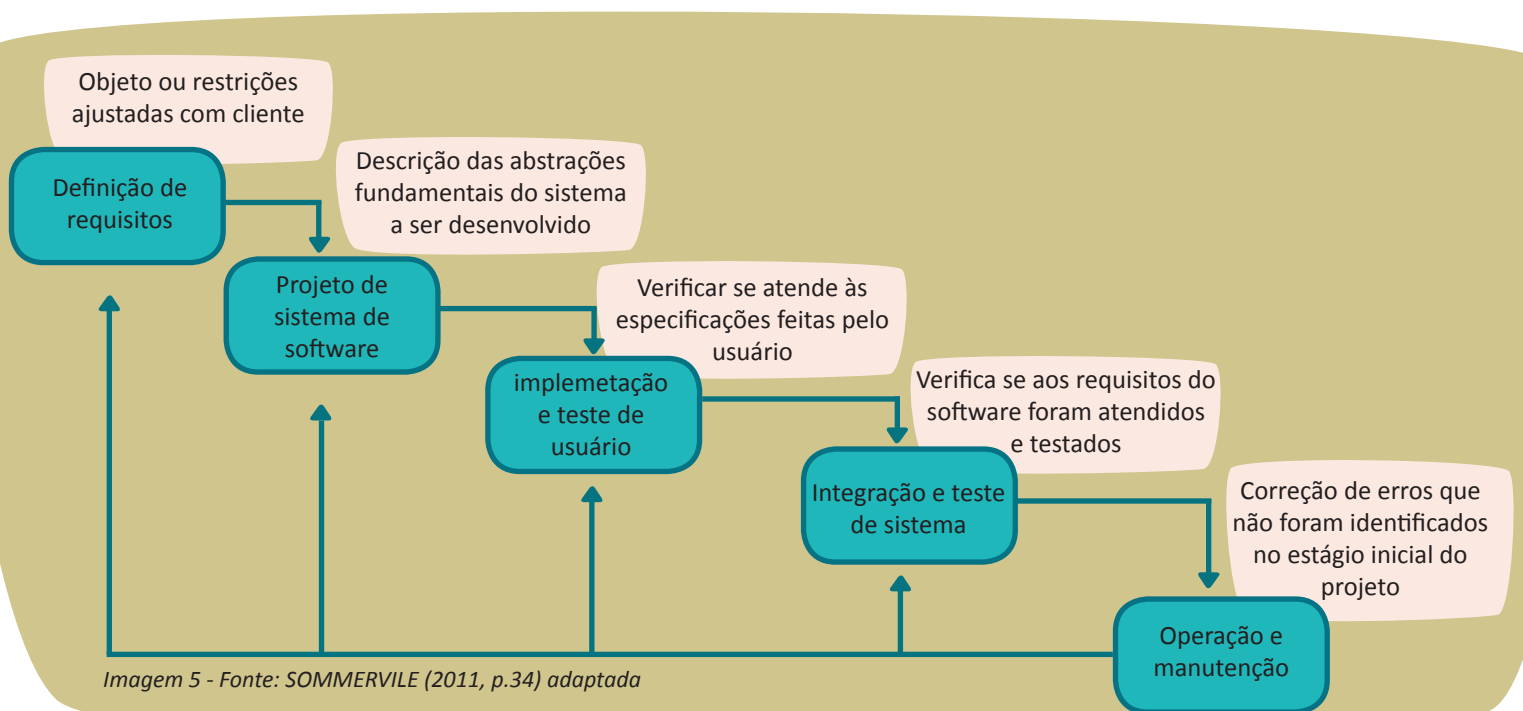 Objeto ou restrições
ajustadas com cliente
Definição de
requisitos
Descrição das abstrações
fundamentais do sistema
a ser desenvolvido
Projeto de
sistema de
software
Verificar se atende às
especificações feitas pelo
usuário
implemetação
e teste de
usuário
Verifica se aos requisitos do
software foram atendidos
e testados
Integração e teste
de sistema
Correção de erros que
não foram identificados
no estágio inicial do
projeto
Operação e
manutenção
Imagem 5 - Fonte: SOMMERVILE (2011, p.34) adaptada